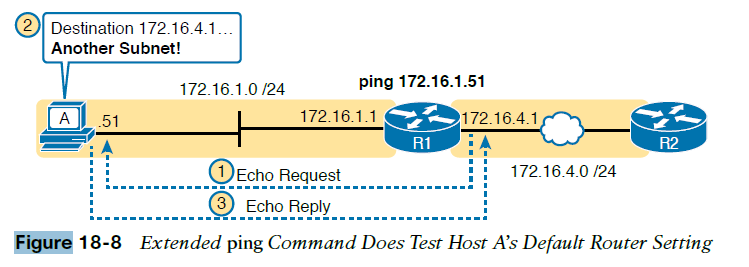 2 Destination 172.16.4.1...
Another Subnet!
172.16.1.0 /24
ping 172.16.1.51
A
.51
172.16.1.1
R1
172.16.4.1
R2
1 Echo Request
172.16.4.0 /24
3 Echo Reply
Figure 18-8 Extended ping Command Does Test Host A's Default Router Setting